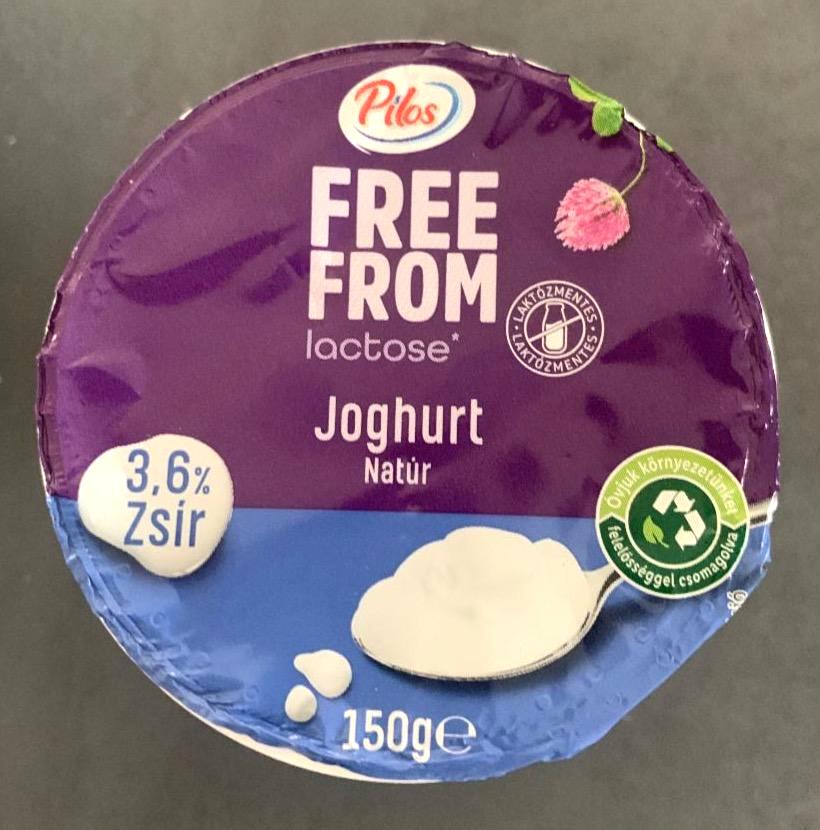 Pilos
FREE
FROM
lactose*
LAKTÓZMENTES · LAKTÓZMENTES ·
Joghurt
Natúr
3,6%
Zsír
Óvjuk környezetünket
felelősséggel csomagolva
150g℮